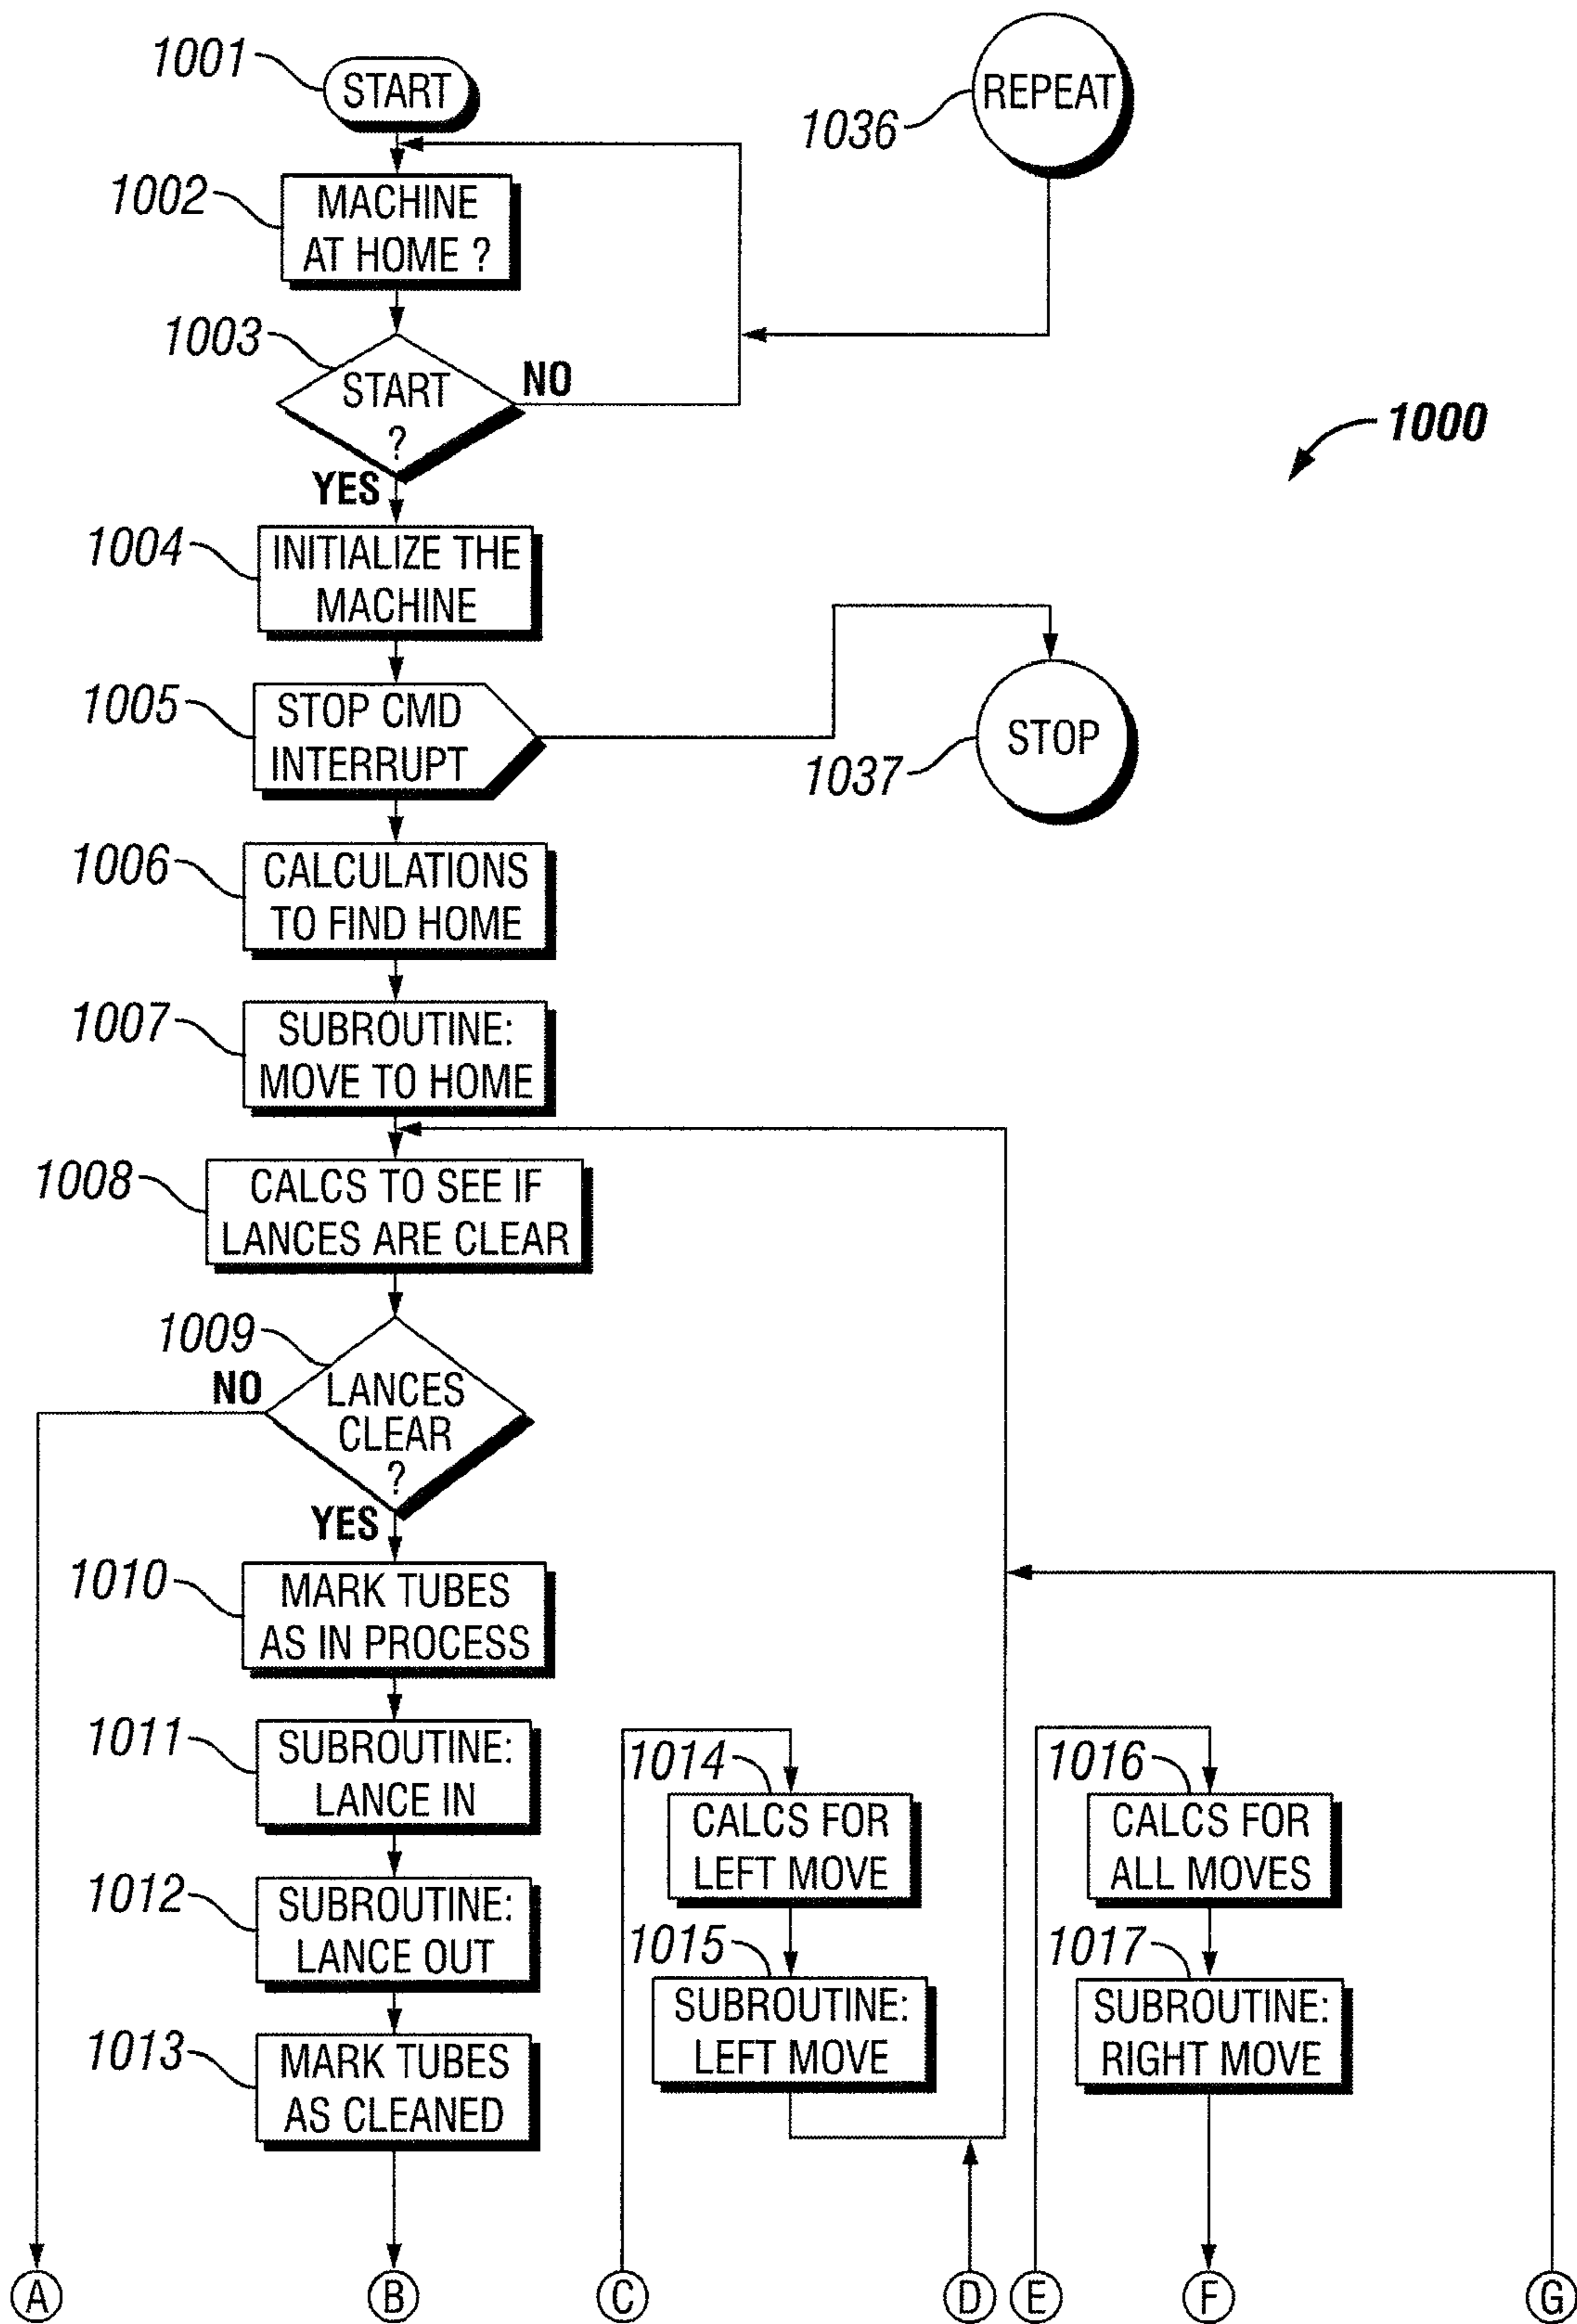 1001
START
REPEAT
1036
1002
MACHINE
AT HOME ?
1003
START
?
NO
YES
1000
1004
INITIALIZE THE
MACHINE
1005
STOP CMD
INTERRUPT
STOP
1037
1006
CALCULATIONS
TO FIND HOME
1007
SUBROUTINE:
MOVE TO HOME
1008
CALCS TO SEE IF
LANCES ARE CLEAR
1009
NO
LANCES
CLEAR
?
YES
1010
MARK TUBES
AS IN PROCESS
1011
SUBROUTINE:
LANCE IN
1012
SUBROUTINE:
LANCE OUT
1013
MARK TUBES
AS CLEANED
1014
CALCS FOR
LEFT MOVE
1015
SUBROUTINE:
LEFT MOVE
1016
CALCS FOR
ALL MOVES
1017
SUBROUTINE:
RIGHT MOVE
A
B
C
D
E
F
G